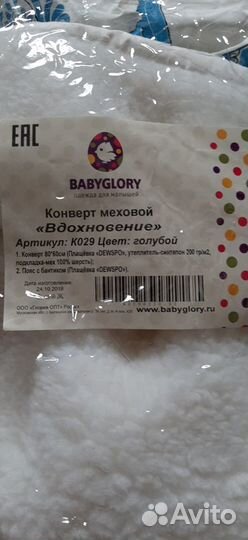 EAC
BABYGLORY
одежда для малышей
Конверт меховой
«Вдохновение»
Артикул: K029 Цвет: голубой
1. Конверт 80*60см (Плащёвка «DEWSPO», утеплитель-синтепон 200 гр/м2,
подкладка-мех 100% шерсть);
2. Пояс с бантиком (Плащёвка «DEWSPO»).
Дата изготовления:
24.10.2018
www.babyglory.ru
Avito